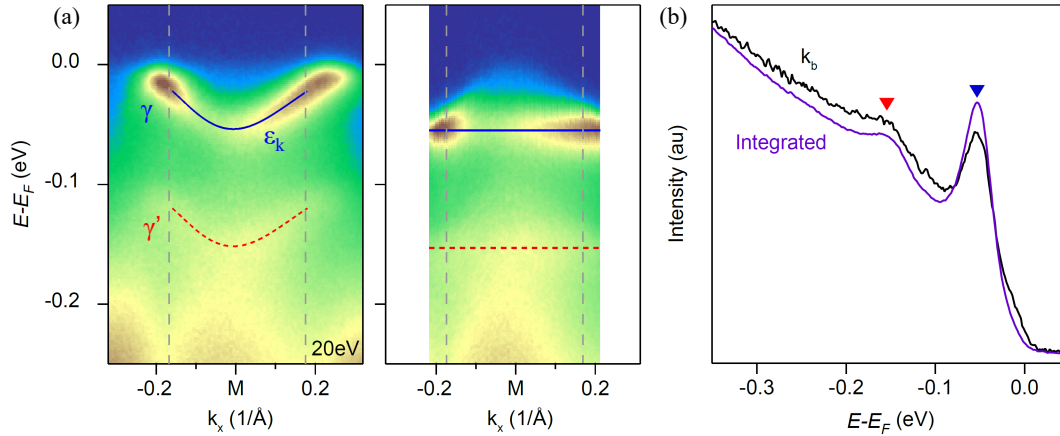 (a)
0.0
-0.1
-0.2
E-E_F (eV)
γ
ε_k
γ'
20eV
-0.2
M
0.2
k_x (1/Å)
-0.2
M
0.2
k_x (1/Å)
(b)
k_b
Integrated
Intensity (au)
-0.3
-0.2
-0.1
0.0
E-E_F (eV)